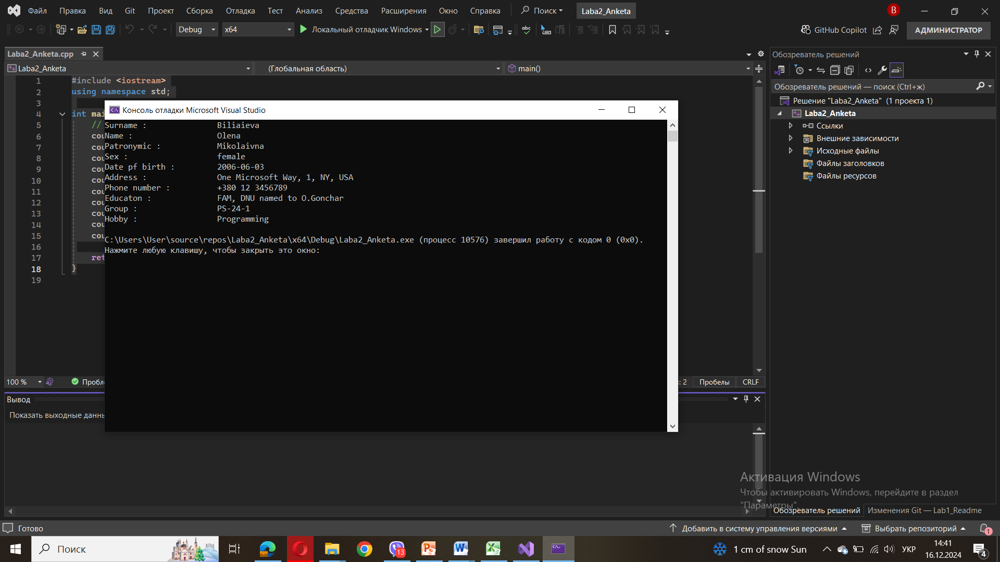 Файл Правка Вид Git Проект Сборка Отладка Тест Анализ Средства Расширения Окно Справка Поиск Laba2_Anketa B
Debug x64 Локальный отладчик Windows abc GitHub Copilot АДМИНИСТРАТОР
Laba2_Anketa.cpp
Laba2_Anketa (Глобальная область) main()
1 #include <iostream>
2 using namespace std;
3
4 int mai
5 //
6 cou
7 cou
8 cou
9 cou
10 cou
11 cou
12 cou
13 cou
14 cou
15 cou
16
17 ret
18 }
19
Консоль отладки Microsoft Visual Studio
Surname : Biliaieva
Name : Olena
Patronymic : Mikolaivna
Sex : female
Date pf birth : 2006-06-03
Address : One Microsoft Way, 1, NY, USA
Phone number : +380 12 3456789
Educaton : FAM, DNU named to O.Gonchar
Group : PS-24-1
Hobby : Programming
C:\Users\User\source\repos\Laba2_Anketa\x64\Debug\Laba2_Anketa.exe (процесс 10576) завершил работу с кодом 0 (0x0).
Нажмите любую клавишу, чтобы закрыть это окно:
100 % Пробл : 2 Пробелы CRLF
Вывод
Показать выходные данны
Обозреватель решений
Обозреватель решений — поиск (Ctrl+ж)
Решение "Laba2_Anketa" (1 проекта 1)
Laba2_Anketa
Ссылки
Внешние зависимости
Исходные файлы
Файлы заголовков
Файлы ресурсов
Активация Windows
Чтобы активировать Windows, перейдите в раздел
"Параметры".
Обозреватель решений Изменения Git — Lab1_Readme
Готово Добавить в систему управления версиями Выбрать репозиторий 1
Поиск 13 1 cm of snow Sun УКР 14:41
16.12.2024 4